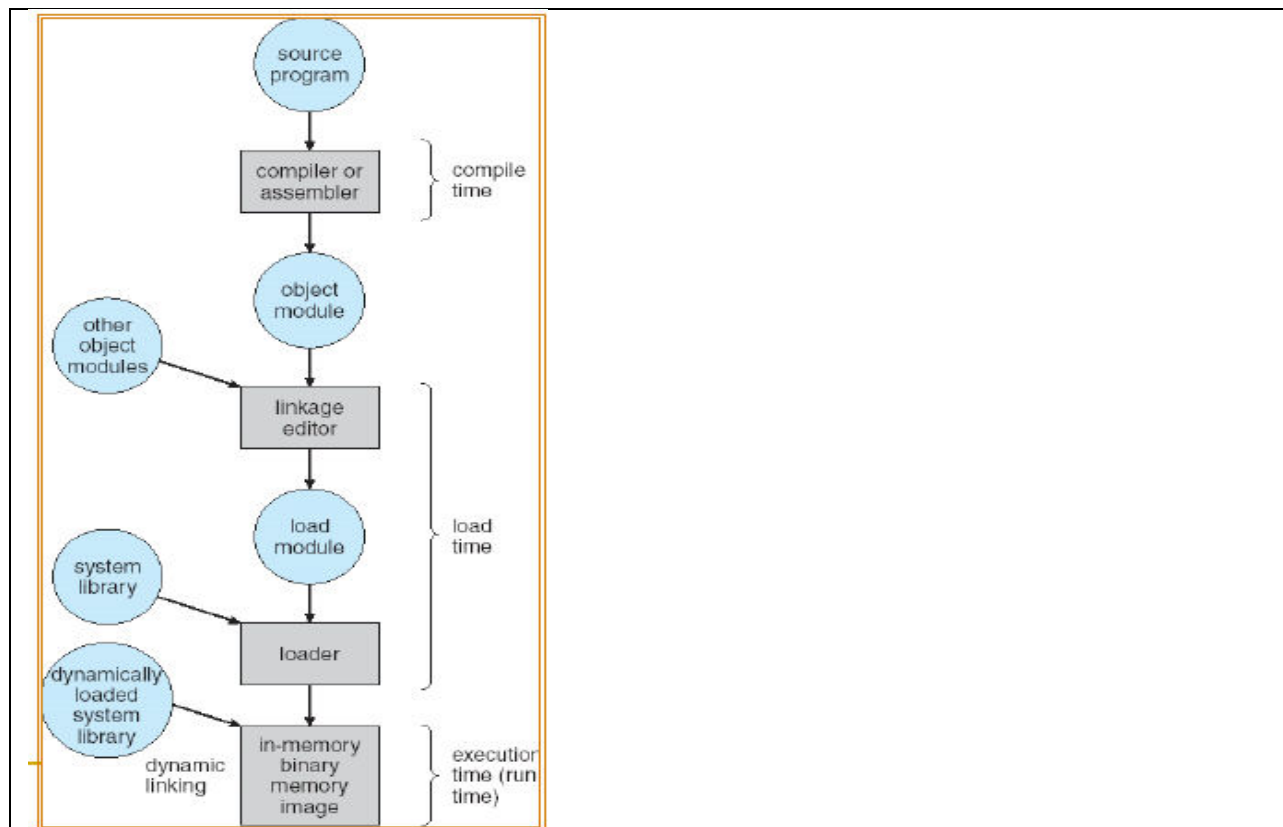 source
program
compiler or
assembler
compile
time
object
module
other
object
modules
linkage
editor
load
module
load
time
system
library
loader
dynamically
loaded
system
library
dynamic
linking
in-memory
binary
memory
image
execution
time (run
time)